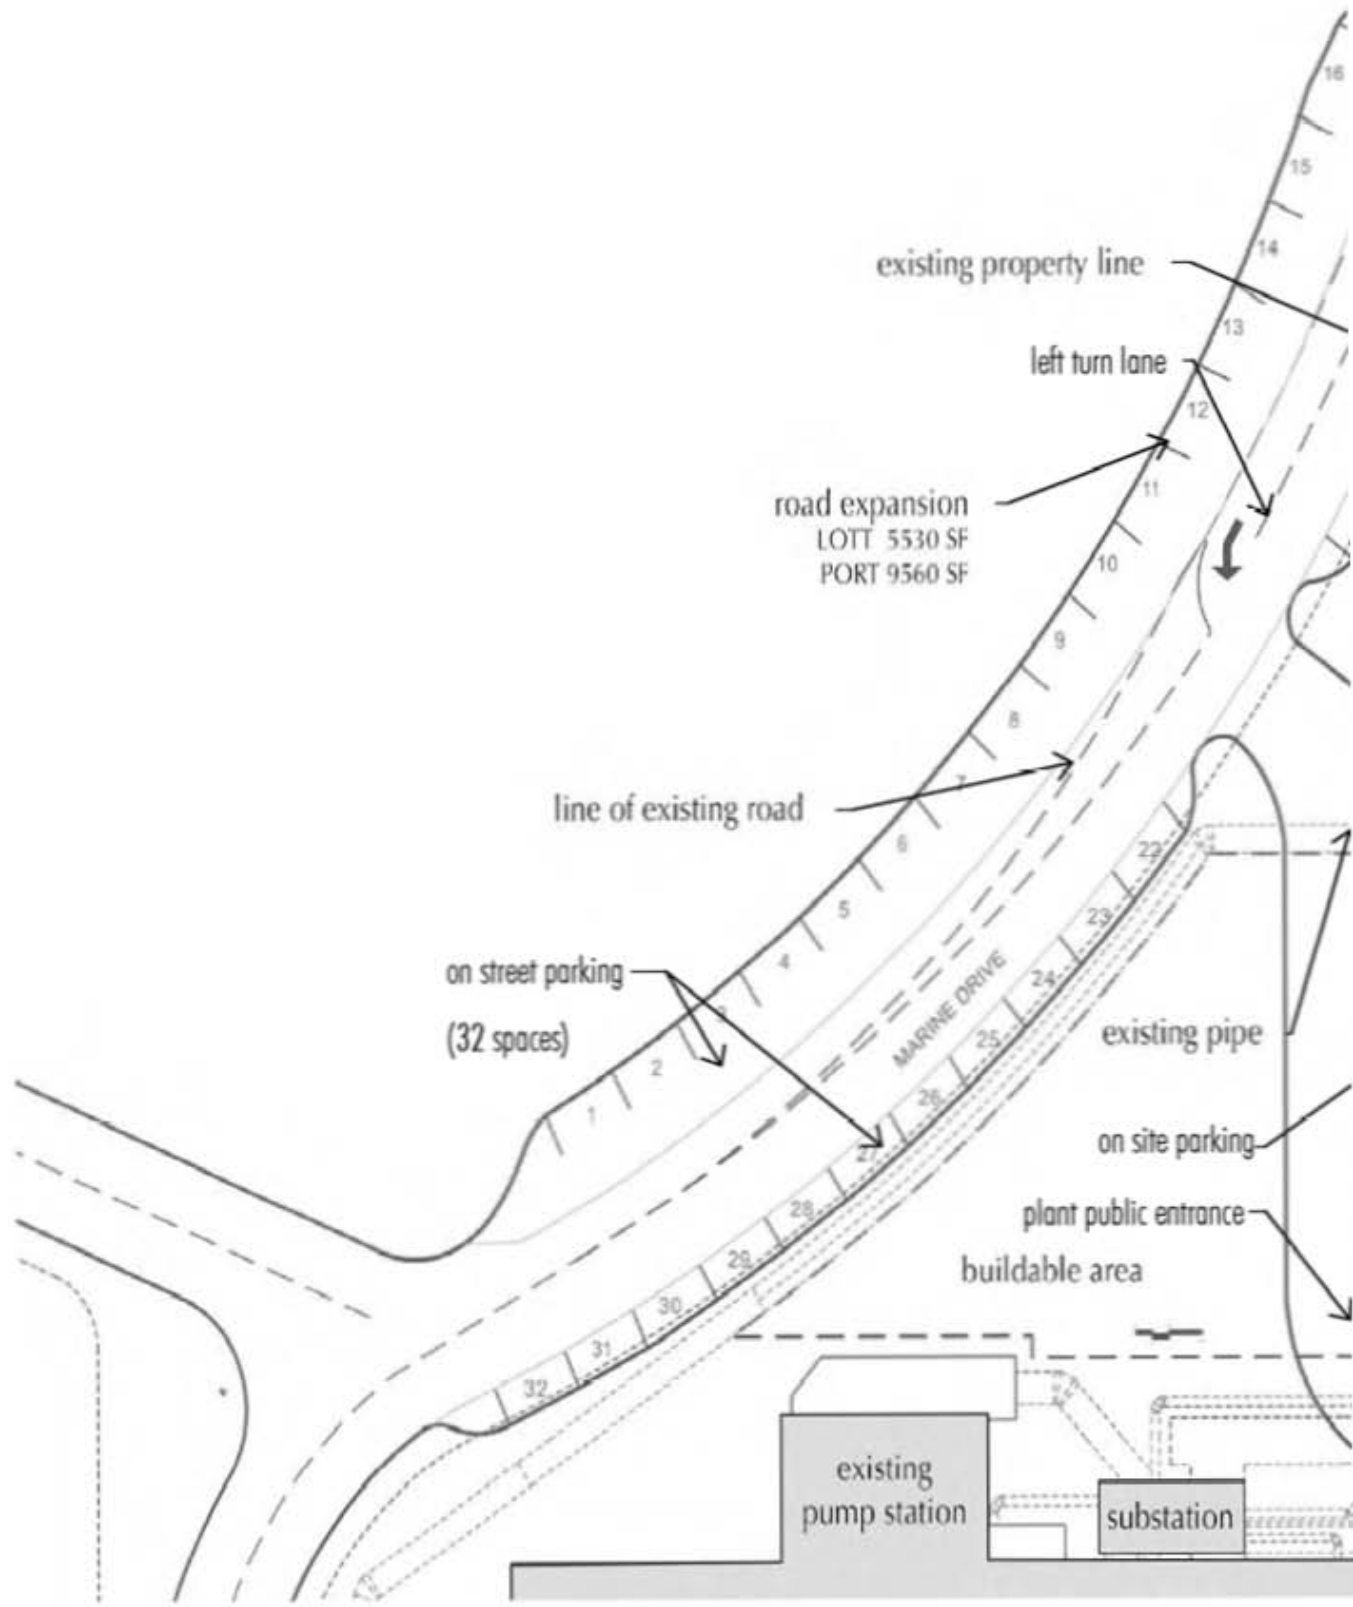 16
15
14
existing property line
13
left turn lane
12
11
road expansion
LOTT 5530 SF
PORT 9560 SF
10
9
8
7
line of existing road
6
22
5
23
4
on street parking
24
MARINE DRIVE
3
(32 spaces)
25
existing pipe
2
26
1
on site parking
27
28
plant public entrance
29
buildable area
30
31
32
existing
pump station
substation